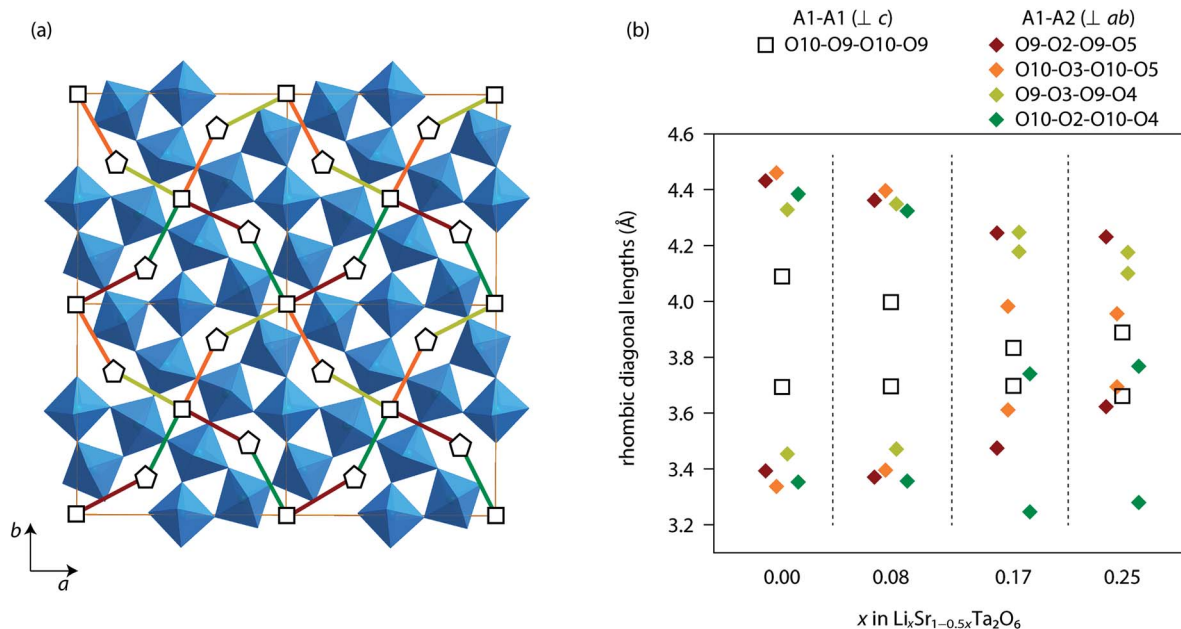 (a)
b
a
(b)
A1-A1 (⊥ c)
O10-O9-O10-O9
A1-A2 (⊥ ab)
O9-O2-O9-O5
O10-O3-O10-O5
O9-O3-O9-O4
O10-O2-O10-O4
rhombic diagonal lengths (Å)
4.6
4.4
4.2
4.0
3.8
3.6
3.4
3.2
0.00 0.08 0.17 0.25
x in LiₓSr₁₋₀.₅ₓTa₂O₆